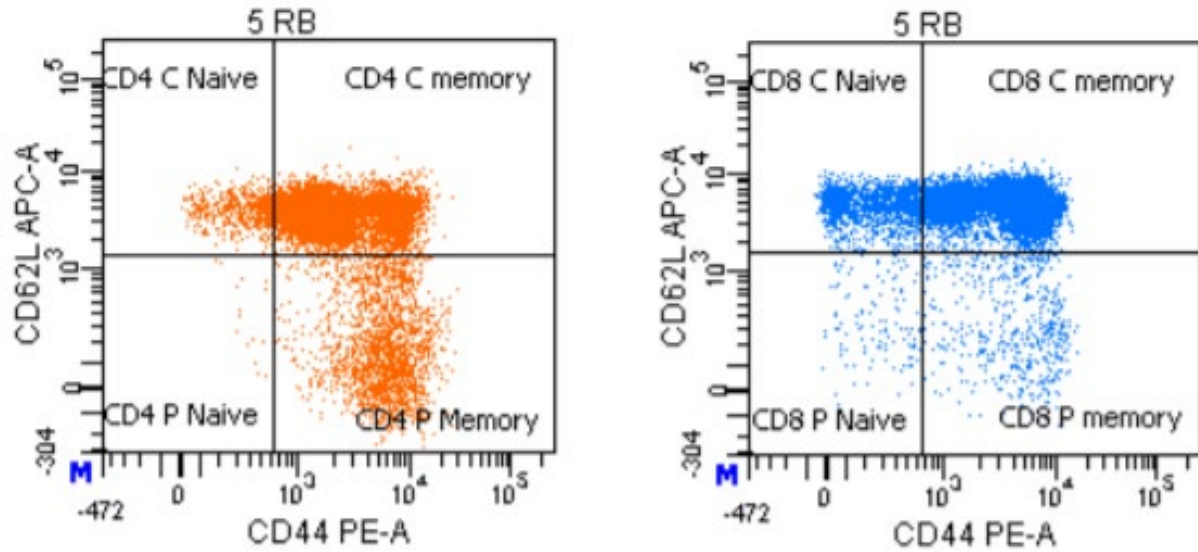 5 RB
CD4 C Naive
CD4 C memory
CD4 P Naive
CD4 P Memory
CD62L APC-A
10^5
10^4
10^3
0
-304
M
-472
0
10^3
10^4
10^5
CD44 PE-A
5 RB
CD8 C Naive
CD8 C memory
CD8 P Naive
CD8 P memory
CD62L APC-A
10^5
10^4
10^3
0
-304
M
-472
0
10^3
10^4
10^5
CD44 PE-A